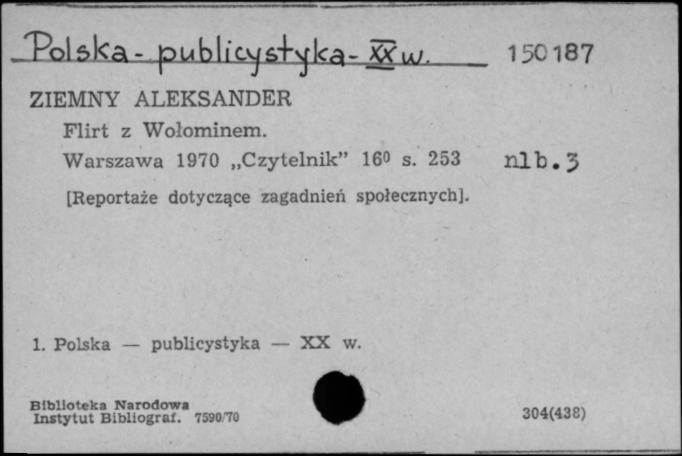 Polska - publicystyka - XX w. 150187
ZIEMNY ALEKSANDER
Flirt z Wołominem.
Warszawa 1970 „Czytelnik” 16⁰ s. 253 nlb. 3
[Reportaże dotyczące zagadnień społecznych].
1. Polska — publicystyka — XX w.
Biblioteka Narodowa
Instytut Bibliograf. 7590/70 304(438)